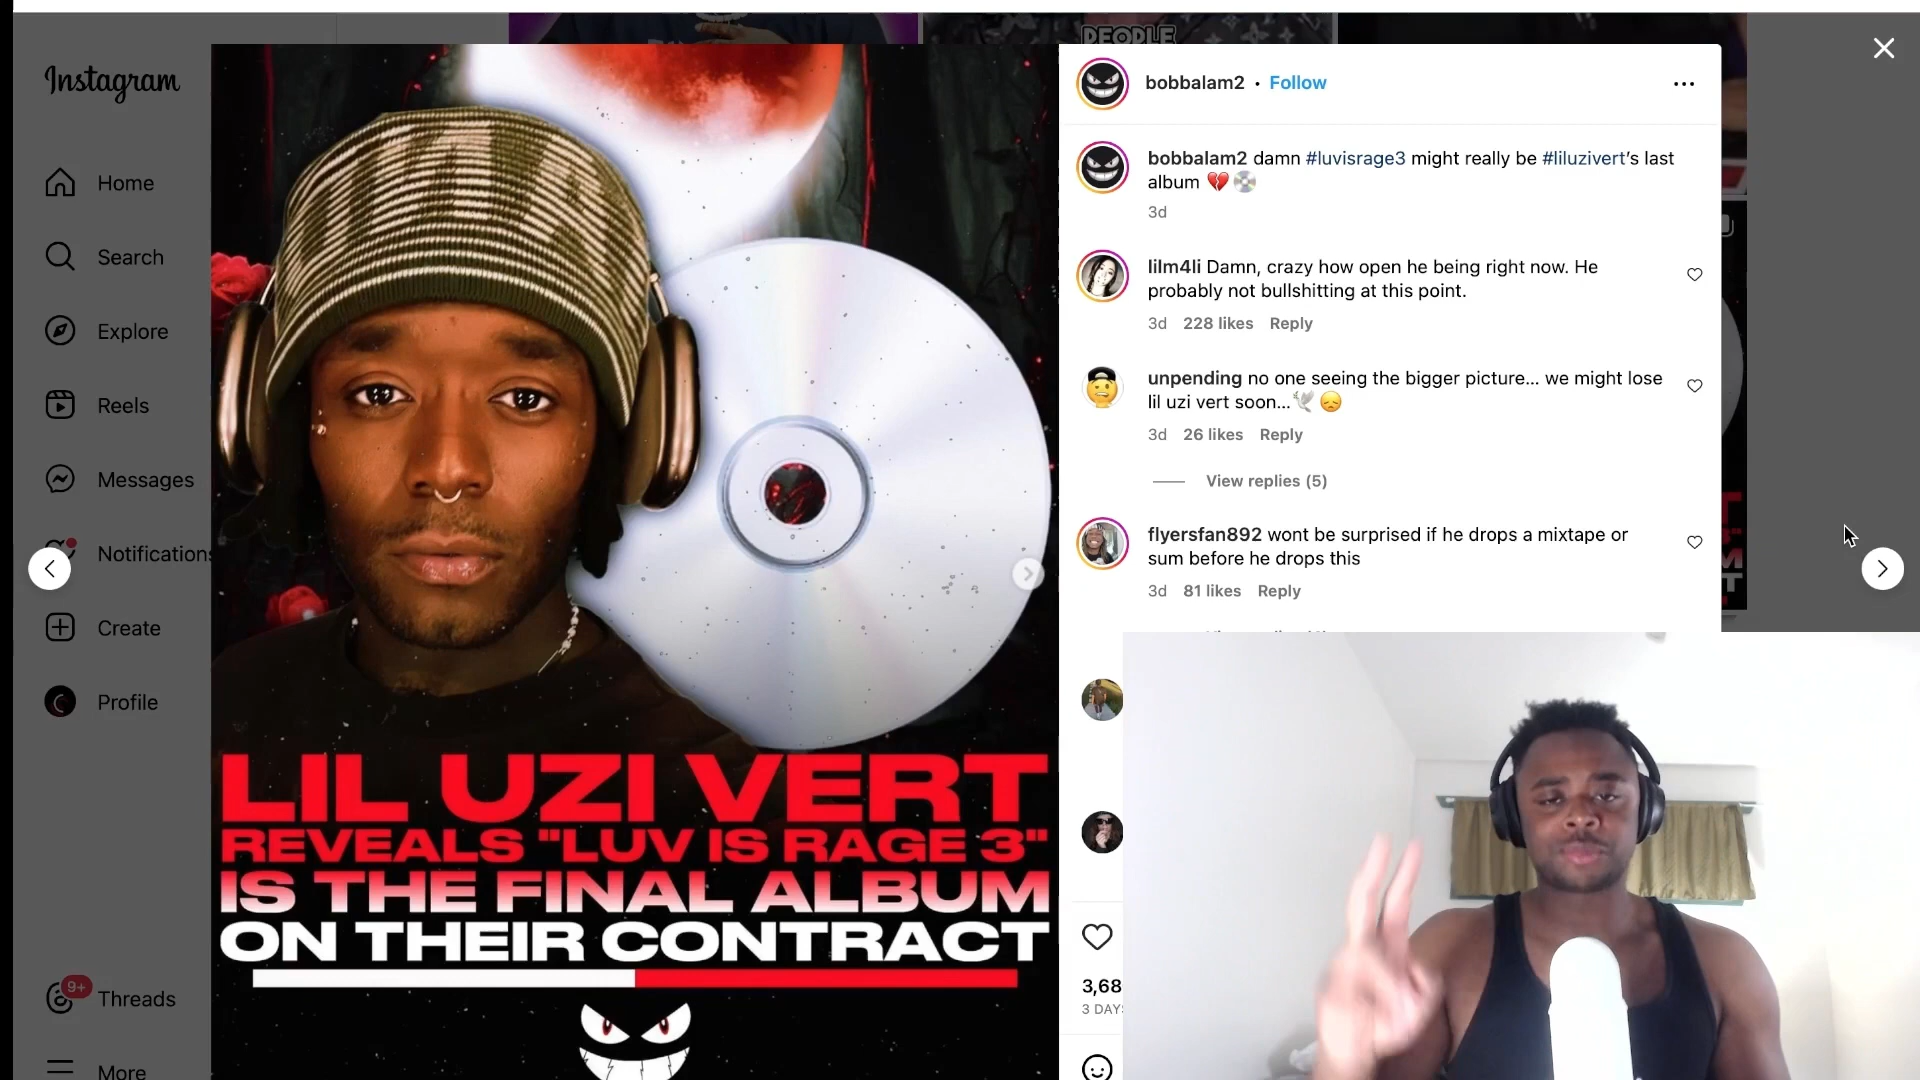 PEOPLE
Instagram
Home
Search
Explore
Reels
Messages
Notifications
Create
Profile
9+
Threads
More
LIL UZI VERT
REVEALS "LUV IS RAGE 3"
IS THE FINAL ALBUM
ON THEIR CONTRACT
bobbalam2 • Follow
bobbalam2 damn #luvisrage3 might really be #liluzivert's last
album 💔💿
3d
lilm4li Damn, crazy how open he being right now. He
probably not bullshitting at this point.
3d 228 likes Reply
unpending no one seeing the bigger picture... we might lose
lil uzi vert soon...🕊️😞
3d 26 likes Reply
View replies (5)
flyersfan892 wont be surprised if he drops a mixtape or
sum before he drops this
3d 81 likes Reply
3,68
3 DAY